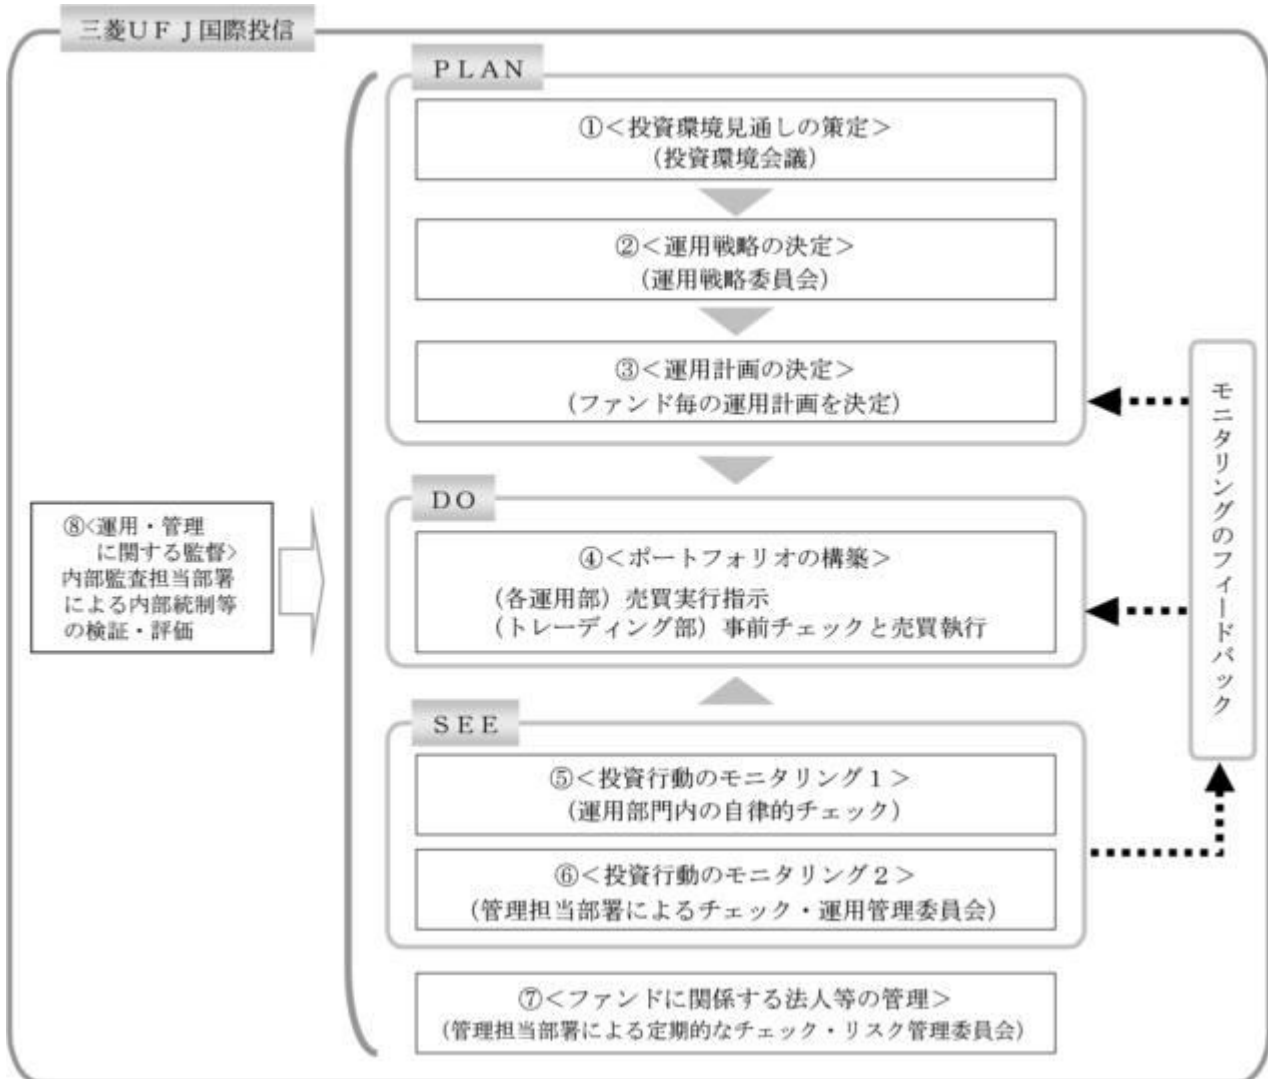 三菱ＵＦＪ国際投信
ＰＬＡＮ
①＜投資環境見通しの策定＞
（投資環境会議）
②＜運用戦略の決定＞
（運用戦略委員会）
③＜運用計画の決定＞
（ファンド毎の運用計画を決定）
ＤＯ
④＜ポートフォリオの構築＞
（各運用部）売買実行指示
（トレーディング部）事前チェックと売買執行
ＳＥＥ
⑤＜投資行動のモニタリング１＞
（運用部門内の自律的チェック）
⑥＜投資行動のモニタリング２＞
（管理担当部署によるチェック・運用管理委員会）
⑦＜ファンドに関係する法人等の管理＞
（管理担当部署による定期的なチェック・リスク管理委員会）
⑧<運用・管理
に関する監督>
内部監査担当部署
による内部統制等
の検証・評価
モニタリングのフィードバック